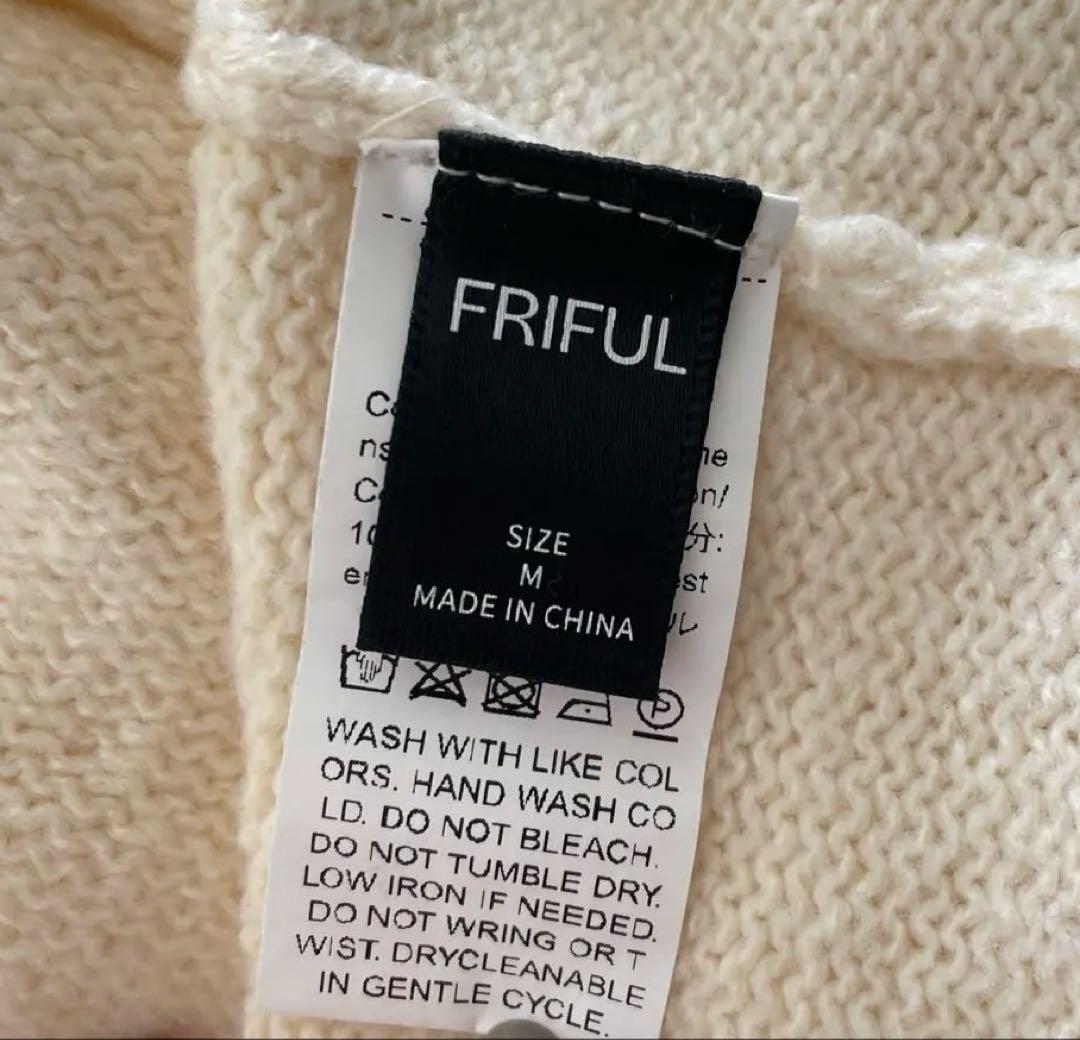 FRIFUL
SIZE
M
MADE IN CHINA
分:
P
WASH WITH LIKE COL
ORS. HAND WASH CO
LD. DO NOT BLEACH.
DO NOT TUMBLE DRY.
LOW IRON IF NEEDED.
DO NOT WRING OR T
WIST. DRYCLEANABLE
IN GENTLE CYCLE.